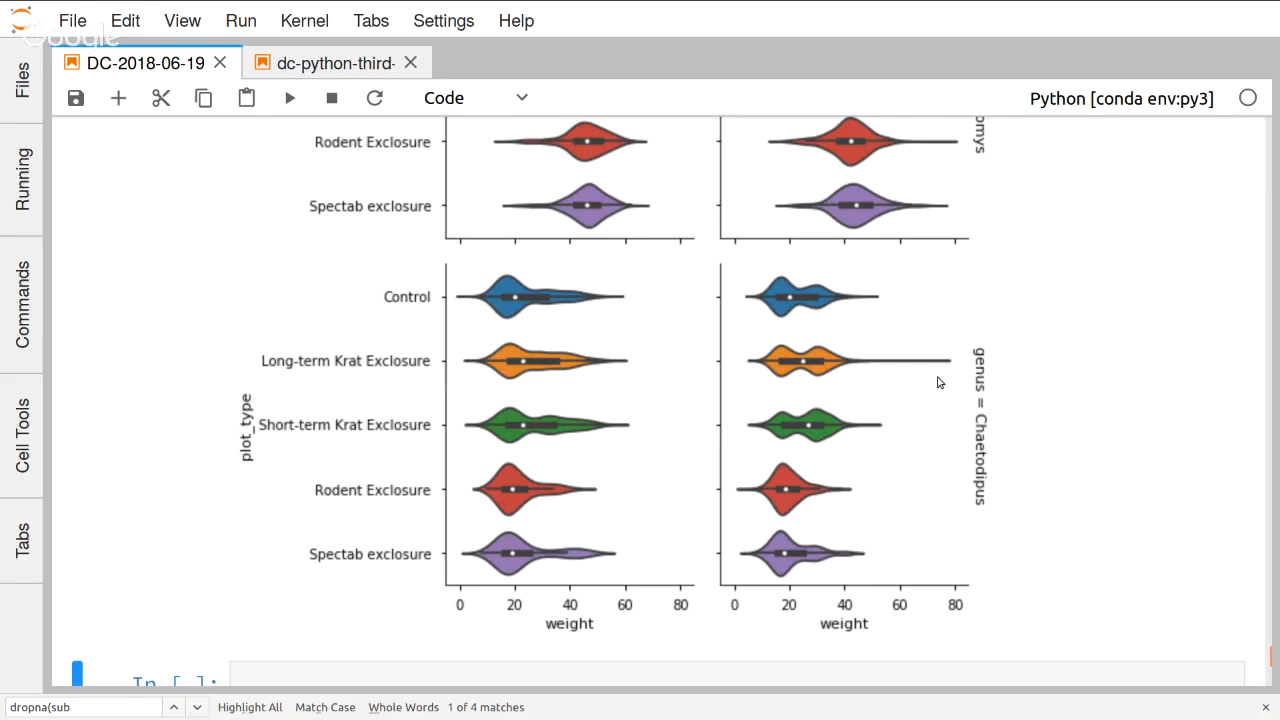 File Edit View Run Kernel Tabs Settings Help
Google
DC-2018-06-19
dc-python-third-
Code
Python [conda env:py3]
Files
Running
Commands
Cell Tools
Tabs
Rodent Exclosure
Spectab exclosure
omys
Control
Long-term Krat Exclosure
Short-term Krat Exclosure
Rodent Exclosure
Spectab exclosure
plot_type
genus = Chaetodipus
0 20 40 60 80
weight
0 20 40 60 80
weight
In [ ]:
dropna(sub
Highlight All Match Case Whole Words 1 of 4 matches